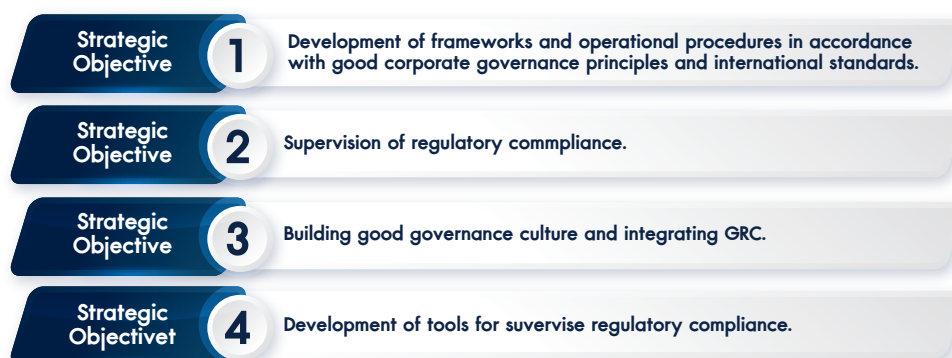 Strategic
Objective
1
Development of frameworks and operational procedures in accordance
with good corporate governance principles and international standards.
Strategic
Objective
2
Supervision of regulatory commpliance.
Strategic
Objective
3
Building good governance culture and integrating GRC.
Strategic
Objectivet
4
Development of tools for suvervise regulatory compliance.